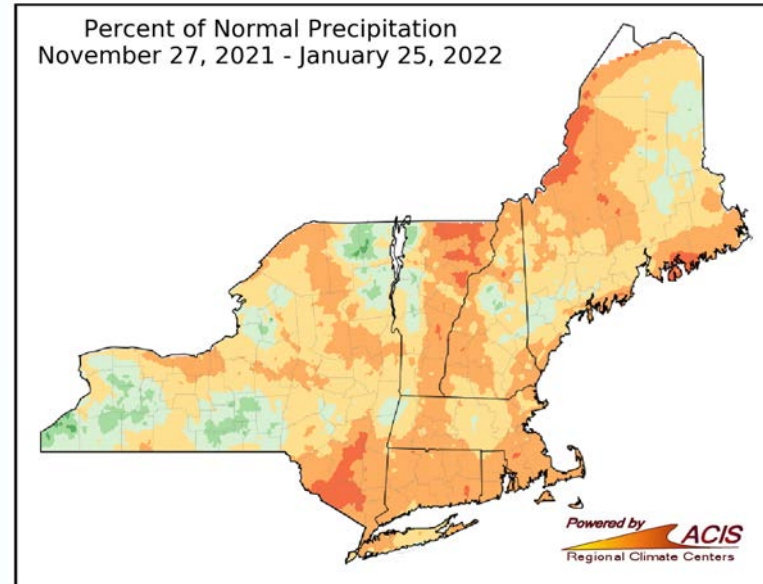 Percent of Normal Precipitation
November 27, 2021 - January 25, 2022
Powered by
ACIS
Regional Climate Centers